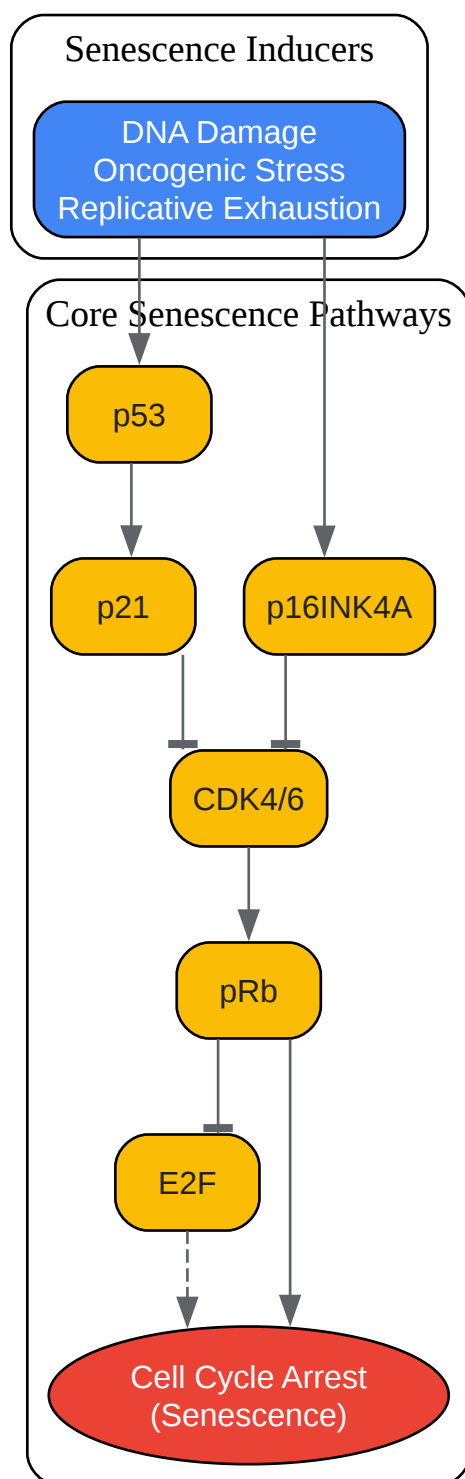 Senescence Inducers
DNA Damage
Oncogenic Stress
Replicative Exhaustion
Core Senescence Pathways
p53
p21
p16INK4A
CDK4/6
pRb
E2F
Cell Cycle Arrest
(Senescence)